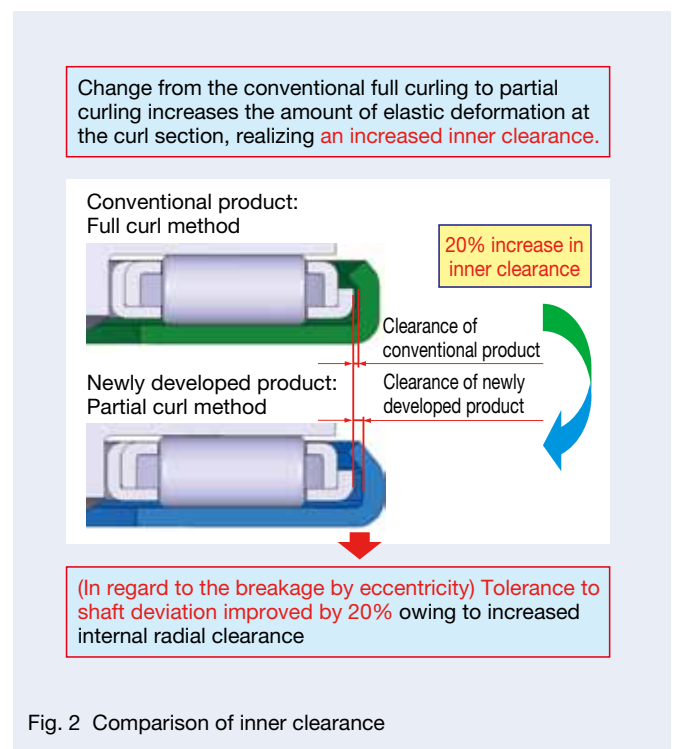 Change from the conventional full curling to partial
curling increases the amount of elastic deformation at
the curl section, realizing an increased inner clearance.
Conventional product:
Full curl method
20% increase in
inner clearance
Clearance of
conventional product
Newly developed product:
Partial curl method
Clearance of newly
developed product
(In regard to the breakage by eccentricity) Tolerance to
shaft deviation improved by 20% owing to increased
internal radial clearance
Fig. 2 Comparison of inner clearance